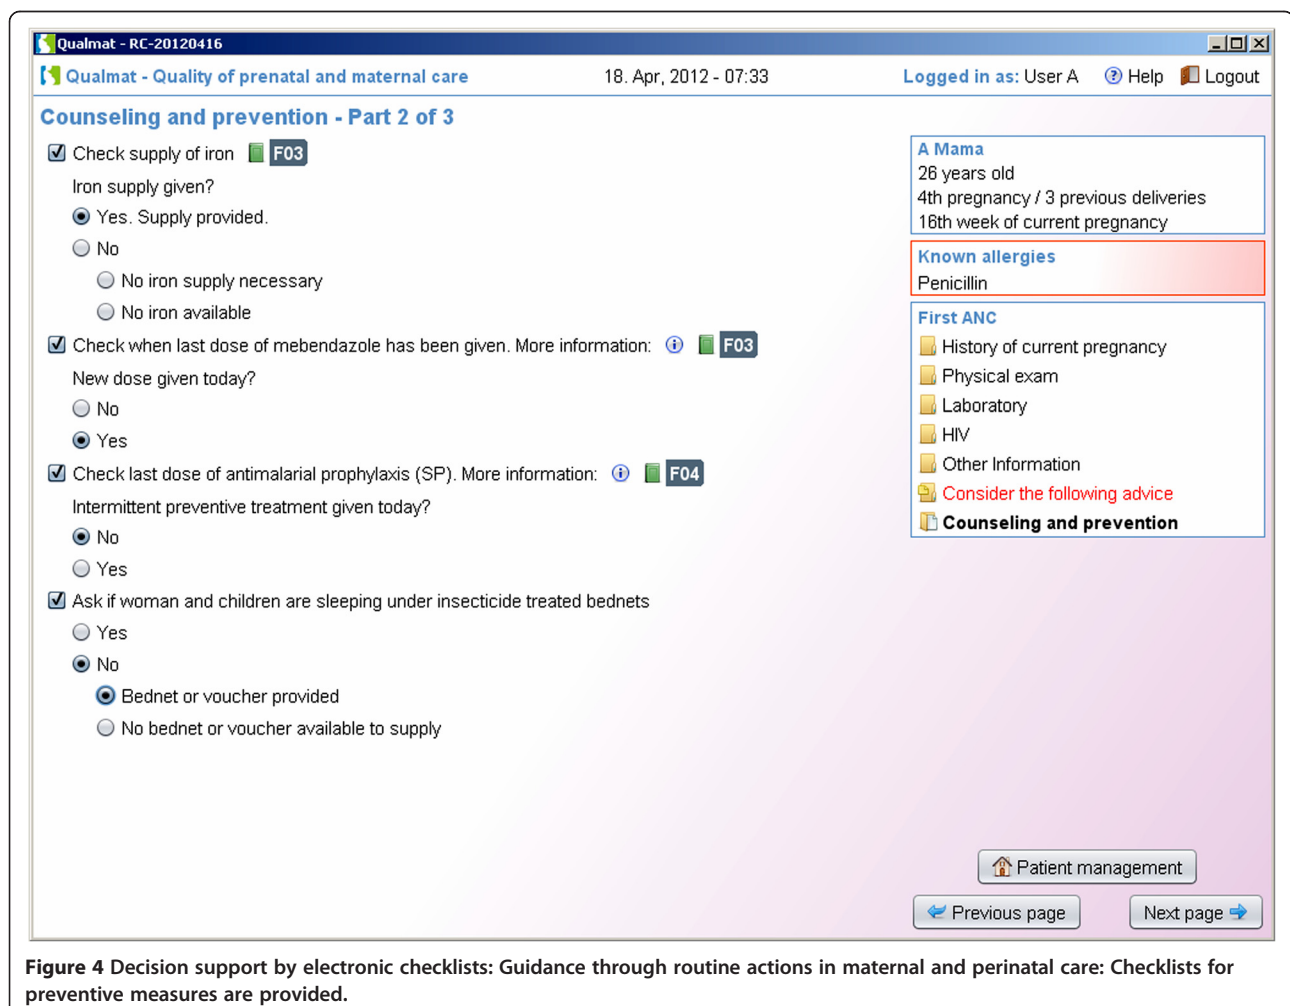 Qualmat - RC-20120416
Qualmat - Quality of prenatal and maternal care 18. Apr, 2012 - 07:33 Logged in as: User A Help Logout
Counseling and prevention - Part 2 of 3
Check supply of iron F03
Iron supply given?
Yes. Supply provided.
No
No iron supply necessary
No iron available
Check when last dose of mebendazole has been given. More information: F03
New dose given today?
No
Yes
Check last dose of antimalarial prophylaxis (SP). More information: F04
Intermittent preventive treatment given today?
No
Yes
Ask if woman and children are sleeping under insecticide treated bednets
Yes
No
Bednet or voucher provided
No bednet or voucher available to supply
A Mama
26 years old
4th pregnancy / 3 previous deliveries
16th week of current pregnancy
Known allergies
Penicillin
First ANC
History of current pregnancy
Physical exam
Laboratory
HIV
Other Information
Consider the following advice
Counseling and prevention
Patient management
Previous page Next page
Figure 4 Decision support by electronic checklists: Guidance through routine actions in maternal and perinatal care: Checklists for
preventive measures are provided.